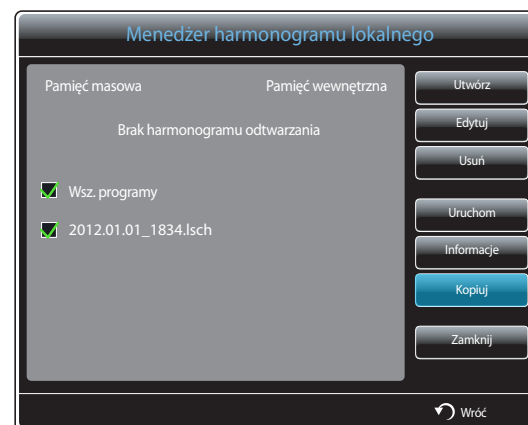 Menedżer harmonogramu lokalnego
Pamięć masowa Pamięć wewnętrzna
Brak harmonogramu odtwarzania
Wsz. programy
2012.01.01_1834.lsch
Utwórz
Edytuj
Usuń
Uruchom
Informacje
Kopiuj
Zamknij
Wróć